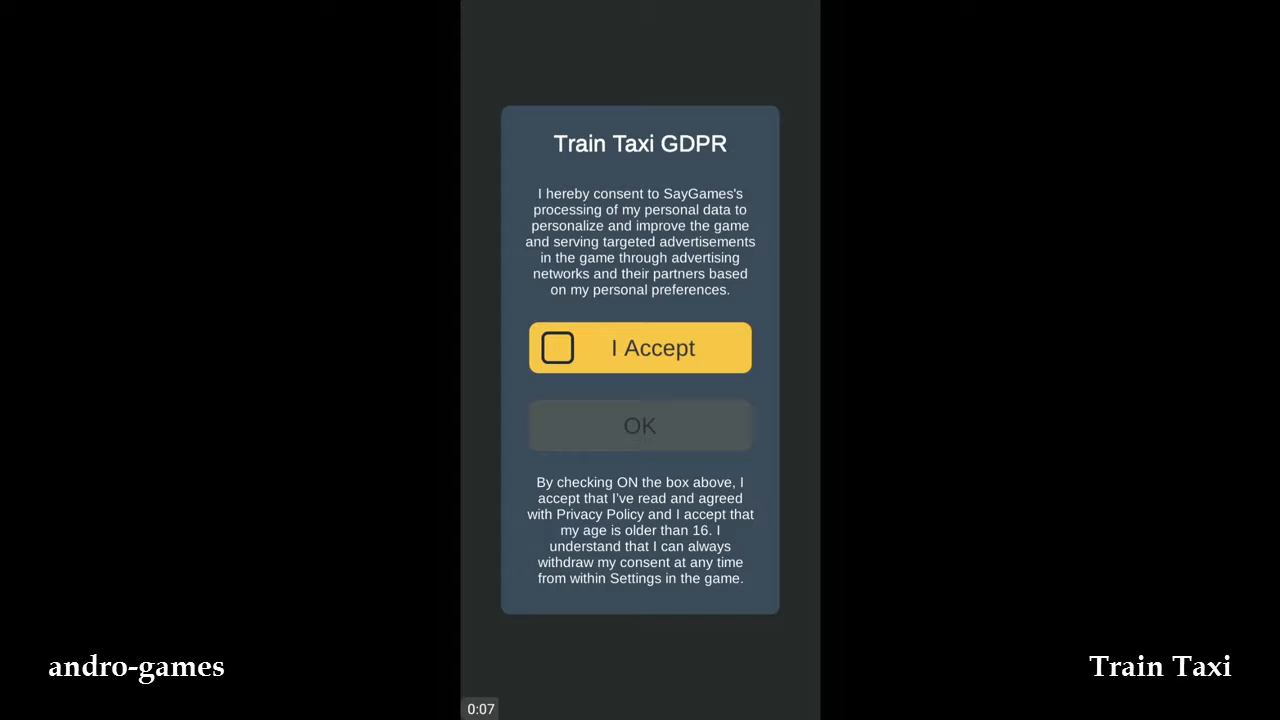 Train Taxi GDPR
I hereby consent to SayGames's
processing of my personal data to
personalize and improve the game
and serving targeted advertisements
in the game through advertising
networks and their partners based
on my personal preferences.
I Accept
OK
By checking ON the box above, I
accept that I've read and agreed
with Privacy Policy and I accept that
my age is older than 16. I
understand that I can always
withdraw my consent at any time
from within Settings in the game.
andro-games
Train Taxi
0:07